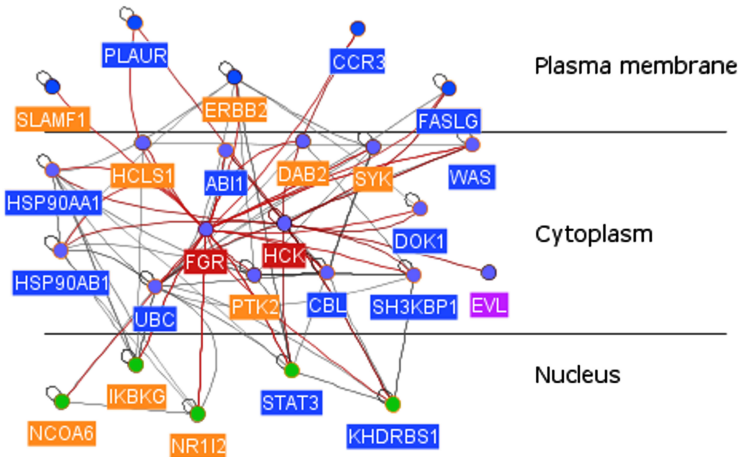 PLAUR
CCR3
Plasma membrane
SLAMF1
ERBB2
FASLG
HCLS1
ABI1
DAB2
SYK
WAS
HSP90AA1
DOK1
Cytoplasm
FGR
HCK
HSP90AB1
UBC
PTK2
CBL
SH3KBP1
EVL
Nucleus
IKBKG
STAT3
NCOA6
NR1I2
KHDRBS1